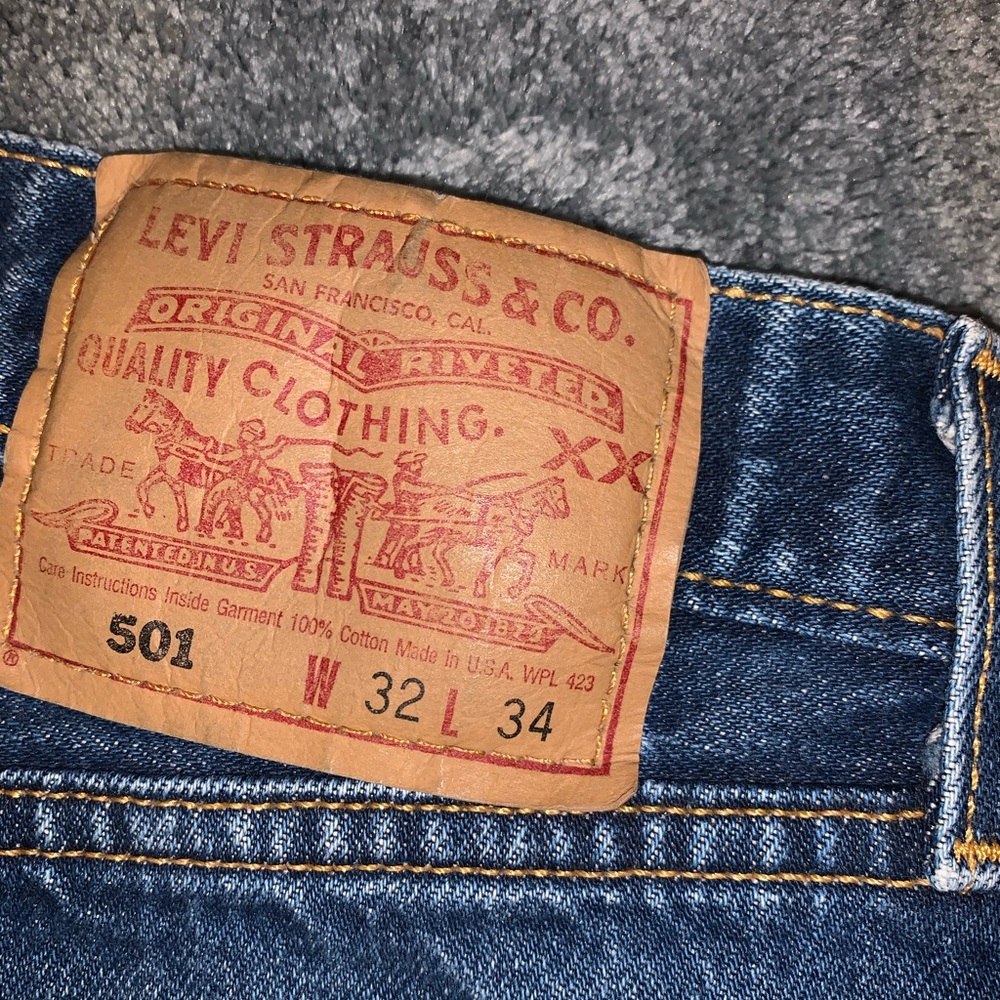 LEVI STRAUSS & CO.
SAN FRANCISCO, CAL.
ORIGINAL RIVETED
QUALITY CLOTHING.
XX
TRADE MARK
PATENTED IN U.S.
MAY 20 1873
Care Instructions Inside Garment 100% Cotton Made in U.S.A. WPL 423
501
W 32 L 34
®